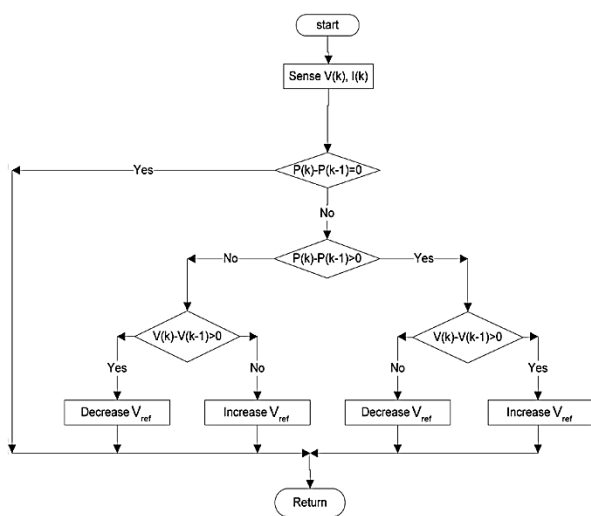 start
Sense V(k), I(k)
Yes
P(k)-P(k-1)=0
No
No
P(k)-P(k-1)>0
Yes
V(k)-V(k-1)>0
V(k)-V(k-1)>0
Yes
No
No
Yes
Decrease Vref
Increase Vref
Decrease Vref
Increase Vref
Return